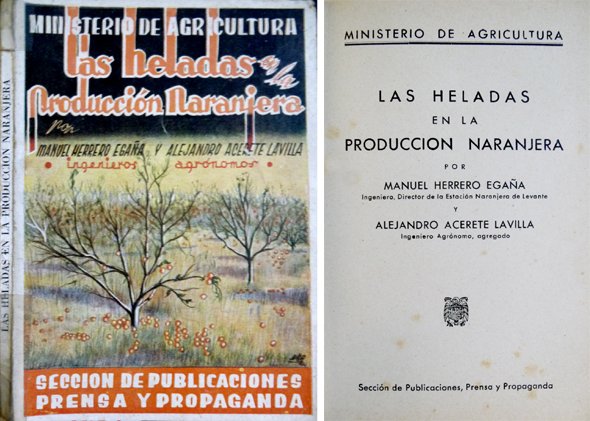 LAS HELADAS EN LA PRODUCCION NARANJERA
MINISTERIO DE AGRICULTURA
Las heladas en la
Producción Naranjera
por
MANUEL HERRERO EGAÑA Y ALEJANDRO ACERETE LAVILLA
ingenieros agrónomos
SECCION DE PUBLICACIONES
PRENSA Y PROPAGANDA
MINISTERIO DE AGRICULTURA
LAS HELADAS
EN LA
PRODUCCION NARANJERA
POR
MANUEL HERRERO EGAÑA
Ingeniero, Director de la Estación Naranjera de Levante
Y
ALEJANDRO ACERETE LAVILLA
Ingeniero Agrónomo, agregado
Sección de Publicaciones, Prensa y Propaganda